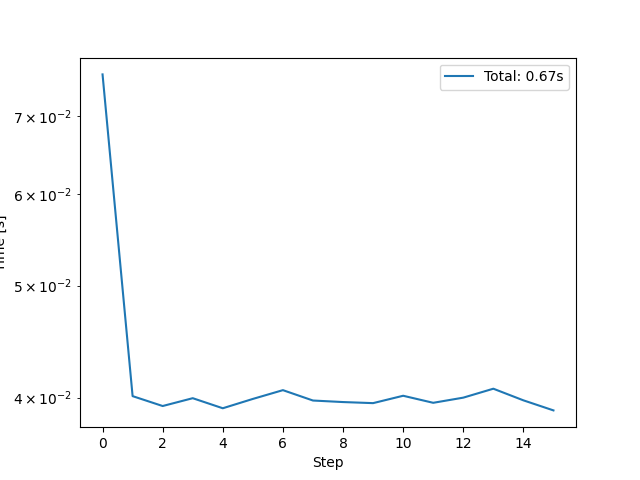 Total: 0.67s
7 × 10⁻²
6 × 10⁻²
5 × 10⁻²
4 × 10⁻²
[s]
0 2 4 6 8 10 12 14
Step